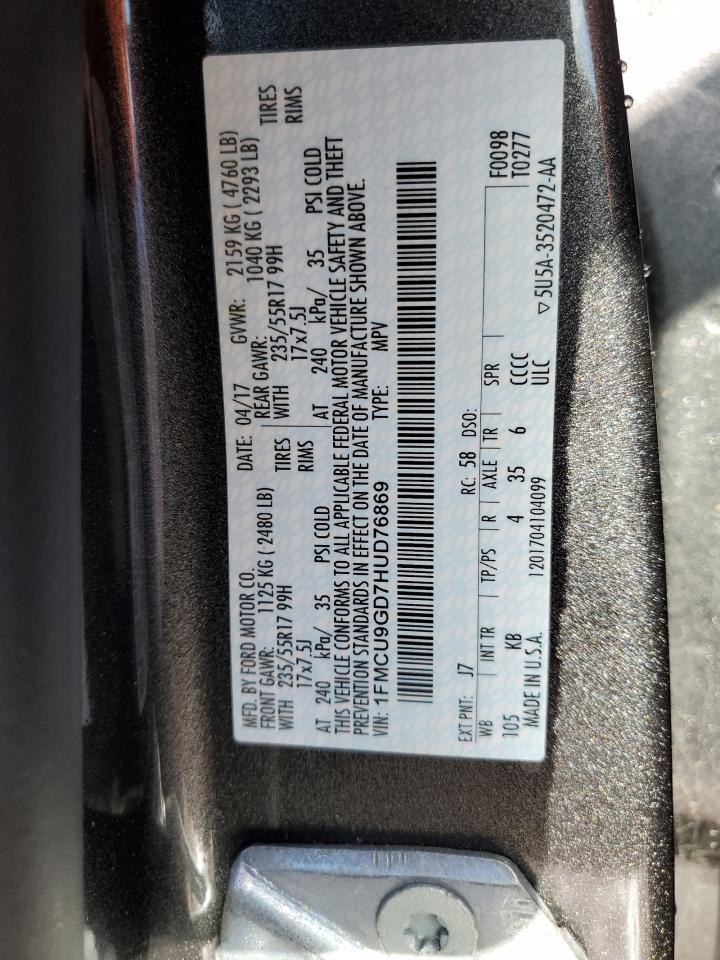 MFD. BY FORD MOTOR CO.
DATE: 04/17 GVWR: 2159 KG ( 4760 LB)
FRONT GAWR: 1125 KG ( 2480 LB)
REAR GAWR: 1040 KG ( 2293 LB)
WITH 235/55R17 99H TIRES
WITH 235/55R17 99H TIRES
17x7.5J RIMS
17x7.5J RIMS
AT 240 kPa/ 35 PSI COLD
AT 240 kPa/ 35 PSI COLD
THIS VEHICLE CONFORMS TO ALL APPLICABLE FEDERAL MOTOR VEHICLE SAFETY AND THEFT
PREVENTION STANDARDS IN EFFECT ON THE DATE OF MANUFACTURE SHOWN ABOVE.
VIN: 1FMCU9GD7HUD76869 TYPE: MPV
EXT PNT: J7 RC: 58 DSO:
WB INT TR TP/PS R AXLE TR SPR F0098
105 KB 4 35 6 CCCC T0277
MADE IN U.S.A. 1201704104099 ULC
▽ 5U5A-3520472-AA